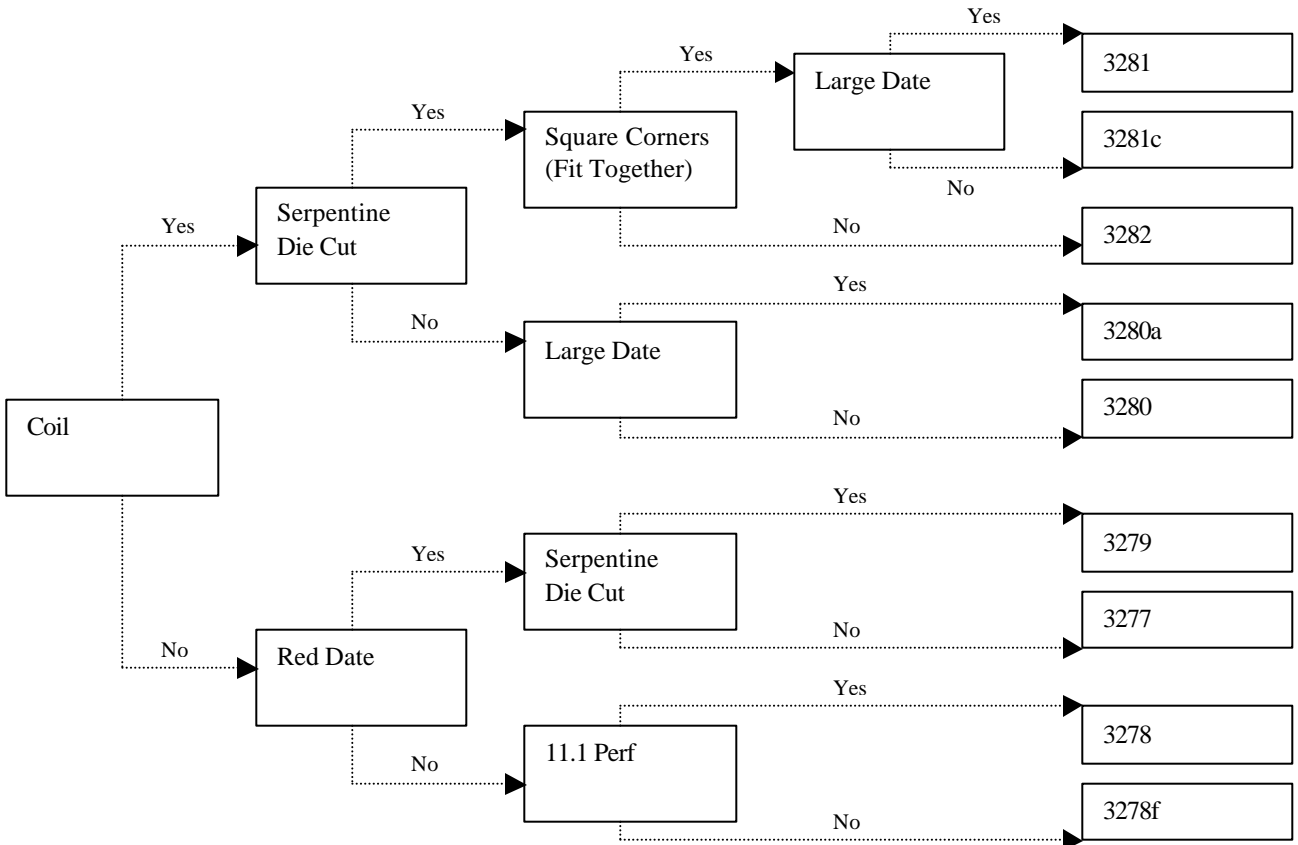 Yes
3281
Yes
Large Date
Yes
3281c
Square Corners
(Fit Together)
No
Serpentine
Die Cut
Yes
No
3282
Yes
No
3280a
Large Date
3280
No
Coil
Yes
3279
Yes
Serpentine
Die Cut
3277
No
No
Red Date
Yes
3278
11.1 Perf
No
3278f
No